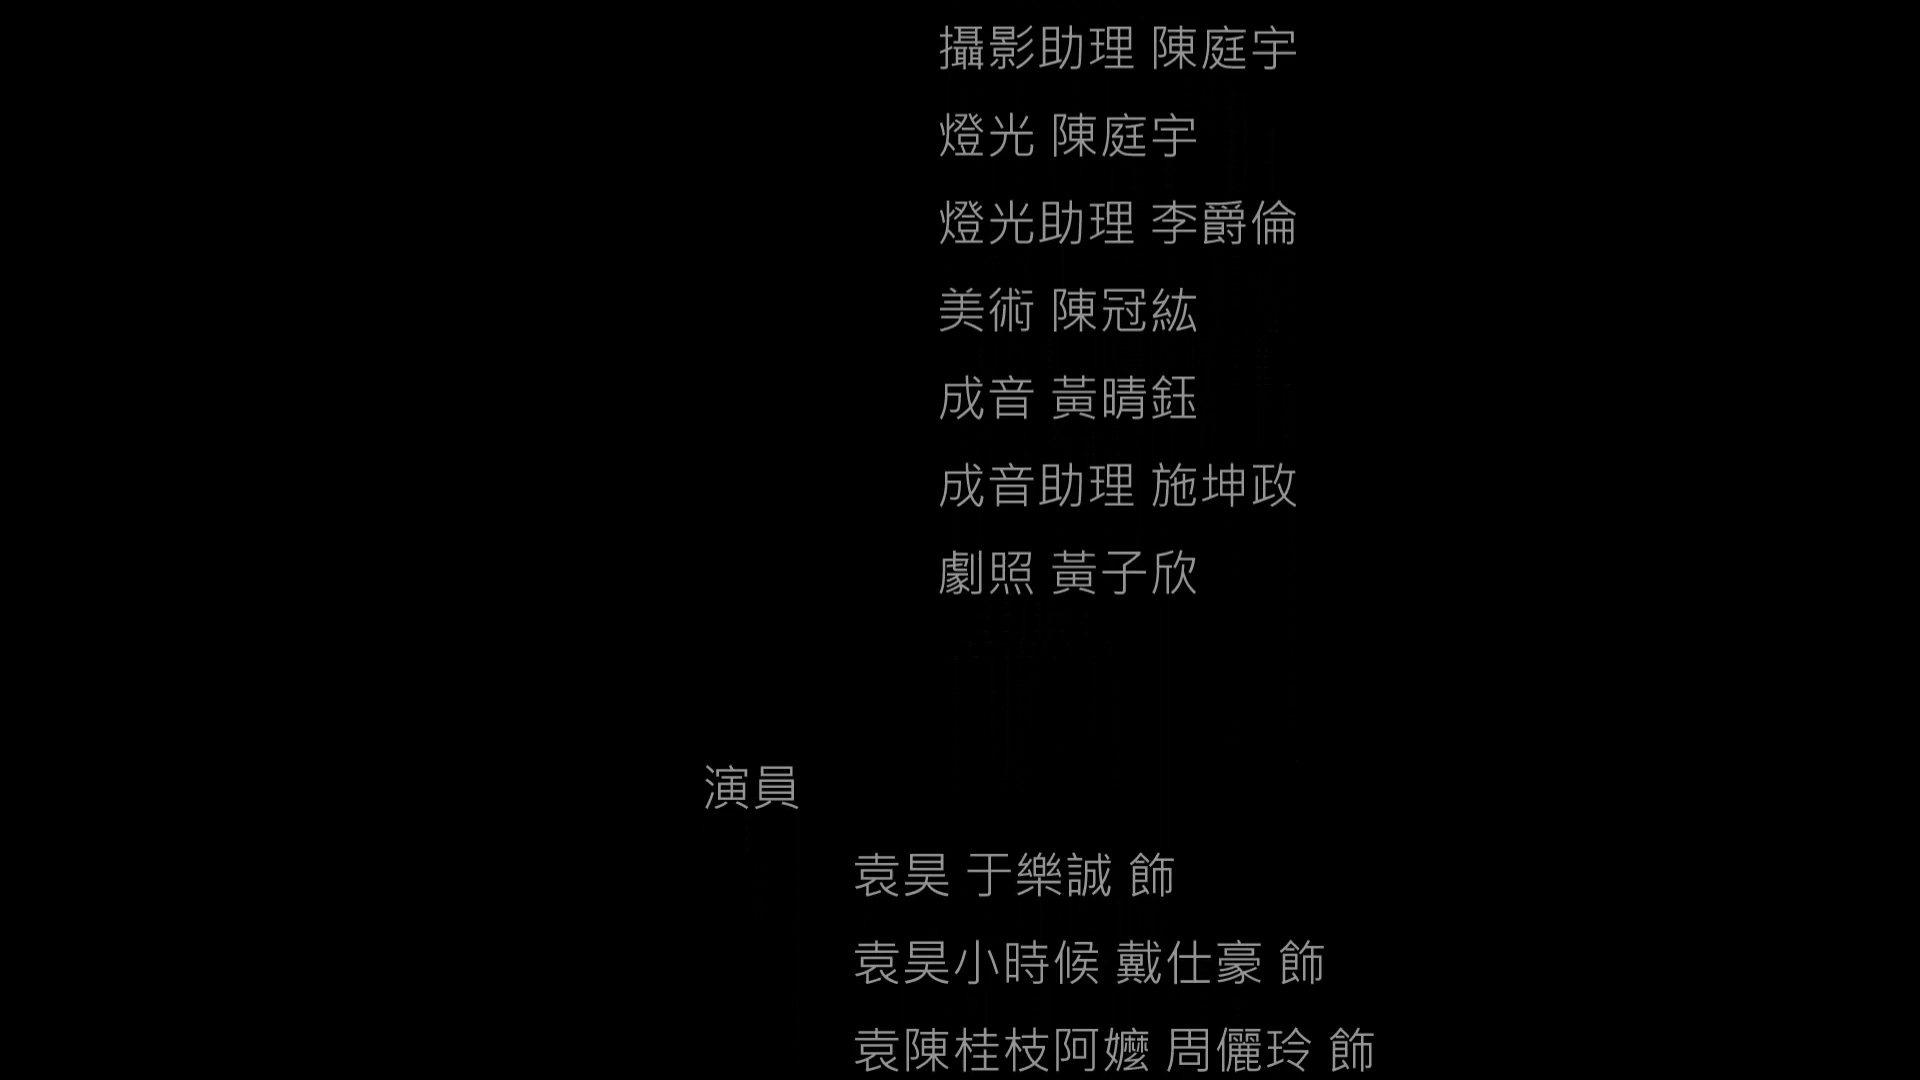 攝影助理 陳庭宇
燈光 陳庭宇
燈光助理 李爵倫
美術 陳冠紘
成音 黃晴鈺
成音助理 施坤政
劇照 黃子欣
演員
袁昊 于樂誠 飾
袁昊小時候 戴仕豪 飾
袁陳桂枝阿嬤 周儷玲 飾